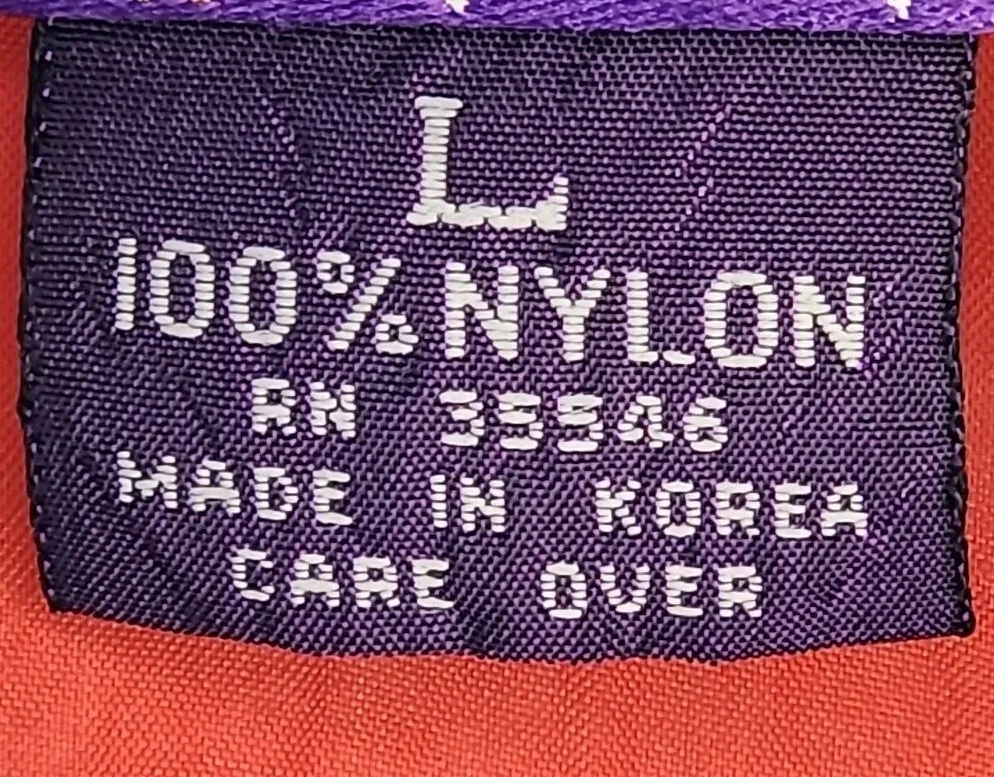 L
100% NYLON
RN 35546
MADE IN KOREA
CARE OVER